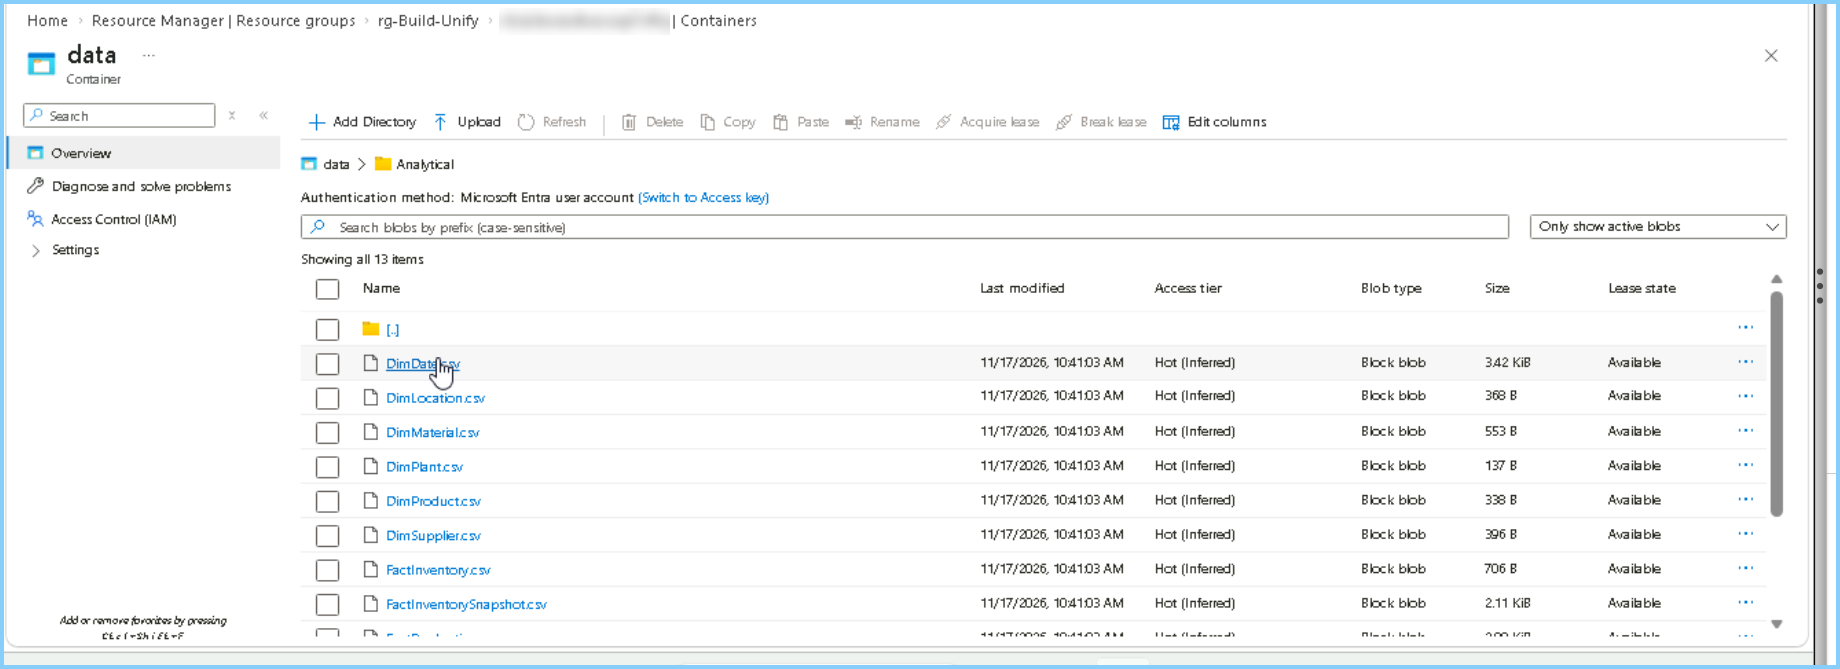 Home > Resource Manager | Resource groups > rg-Build-Unify > | Containers
data ...
Container
Search
Add Directory Upload Refresh Delete Copy Paste Rename Acquire lease Break lease Edit columns
Overview
Diagnose and solve problems
Access Control (IAM)
Settings
Add or remove favorites by pressing
Ctrl+Shift+F
data > Analytical
Authentication method: Microsoft Entra user account (Switch to Access key)
Search blobs by prefix (case-sensitive)
Only show active blobs
Showing all 13 items
Name Last modified Access tier Blob type Size Lease state
[..]
DimDate.csv 11/17/2026, 10:41:03 AM Hot (Inferred) Block blob 3.42 KiB Available
DimLocation.csv 11/17/2026, 10:41:03 AM Hot (Inferred) Block blob 368 B Available
DimMaterial.csv 11/17/2026, 10:41:03 AM Hot (Inferred) Block blob 553 B Available
DimPlant.csv 11/17/2026, 10:41:03 AM Hot (Inferred) Block blob 137 B Available
DimProduct.csv 11/17/2026, 10:41:03 AM Hot (Inferred) Block blob 338 B Available
DimSupplier.csv 11/17/2026, 10:41:03 AM Hot (Inferred) Block blob 396 B Available
FactInventory.csv 11/17/2026, 10:41:03 AM Hot (Inferred) Block blob 706 B Available
FactInventorySnapshot.csv 11/17/2026, 10:41:03 AM Hot (Inferred) Block blob 2.11 KiB Available